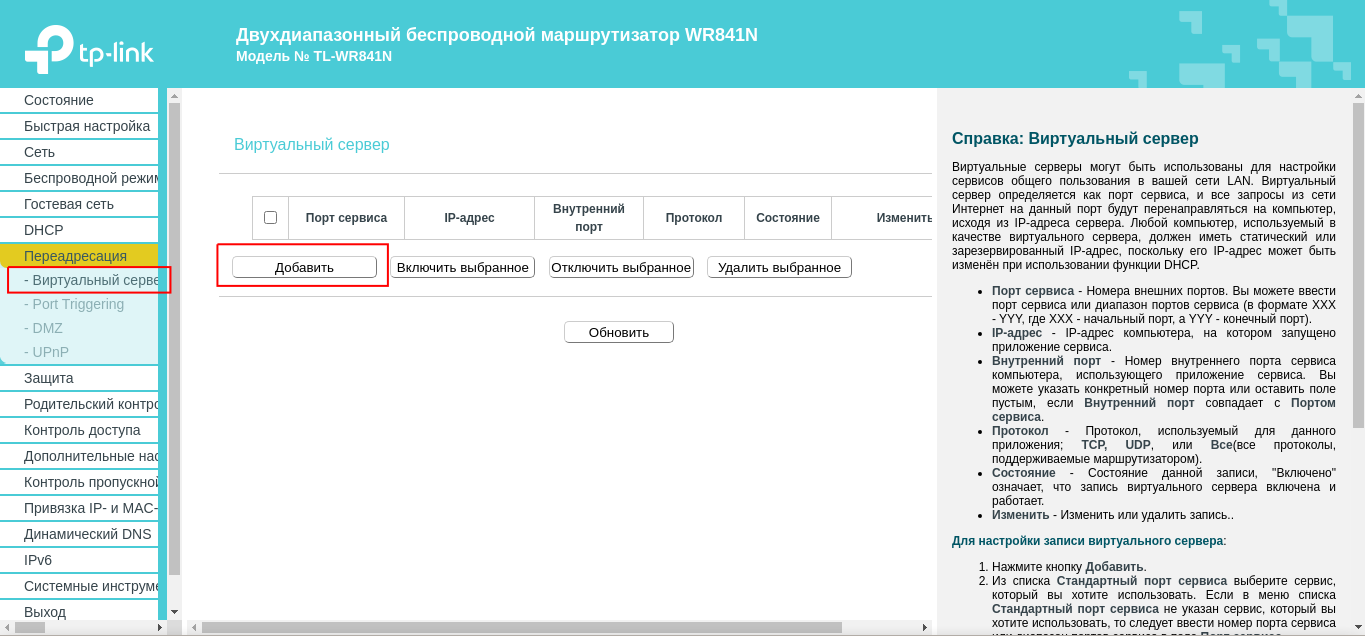 tp-link
Двухдиапазонный беспроводной маршрутизатор WR841N
Модель № TL-WR841N
Состояние
Быстрая настройка
Сеть
Беспроводной режим
Гостевая сеть
DHCP
Переадресация
- Виртуальный серве
- Port Triggering
- DMZ
- UPnP
Защита
Родительский контро
Контроль доступа
Дополнительные нас
Контроль пропускной
Привязка IP- и MAC-
Динамический DNS
IPv6
Системные инструме
Выход
Виртуальный сервер
Порт сервиса IP-адрес Внутренний порт Протокол Состояние Изменить
Добавить Включить выбранное Отключить выбранное Удалить выбранное
Обновить
Справка: Виртуальный сервер
Виртуальные серверы могут быть использованы для настройки
сервисов общего пользования в вашей сети LAN. Виртуальный
сервер определяется как порт сервиса, и все запросы из сети
Интернет на данный порт будут перенаправляться на компьютер,
исходя из IP-адреса сервера. Любой компьютер, используемый в
качестве виртуального сервера, должен иметь статический или
зарезервированный IP-адрес, поскольку его IP-адрес может быть
изменён при использовании функции DHCP.
• Порт сервиса - Номера внешних портов. Вы можете ввести
порт сервиса или диапазон портов сервиса (в формате XXX
- YYY, где XXX - начальный порт, а YYY - конечный порт).
• IP-адрес - IP-адрес компьютера, на котором запущено
приложение сервиса.
• Внутренний порт - Номер внутреннего порта сервиса
компьютера, использующего приложение сервиса. Вы
можете указать конкретный номер порта или оставить поле
пустым, если Внутренний порт совпадает с Портом
сервиса.
• Протокол - Протокол, используемый для данного
приложения; TCP, UDP, или Все(все протоколы,
поддерживаемые маршрутизатором).
• Состояние - Состояние данной записи, "Включено"
означает, что запись виртуального сервера включена и
работает.
• Изменить - Изменить или удалить запись..
Для настройки записи виртуального сервера:
1. Нажмите кнопку Добавить.
2. Из списка Стандартный порт сервиса выберите сервис,
который вы хотите использовать. Если в меню списка
Стандартный порт сервиса не указан сервис, который вы
хотите использовать, то следует ввести номер порта сервиса
или диапазон портов сервиса в поле Порт сервиса.